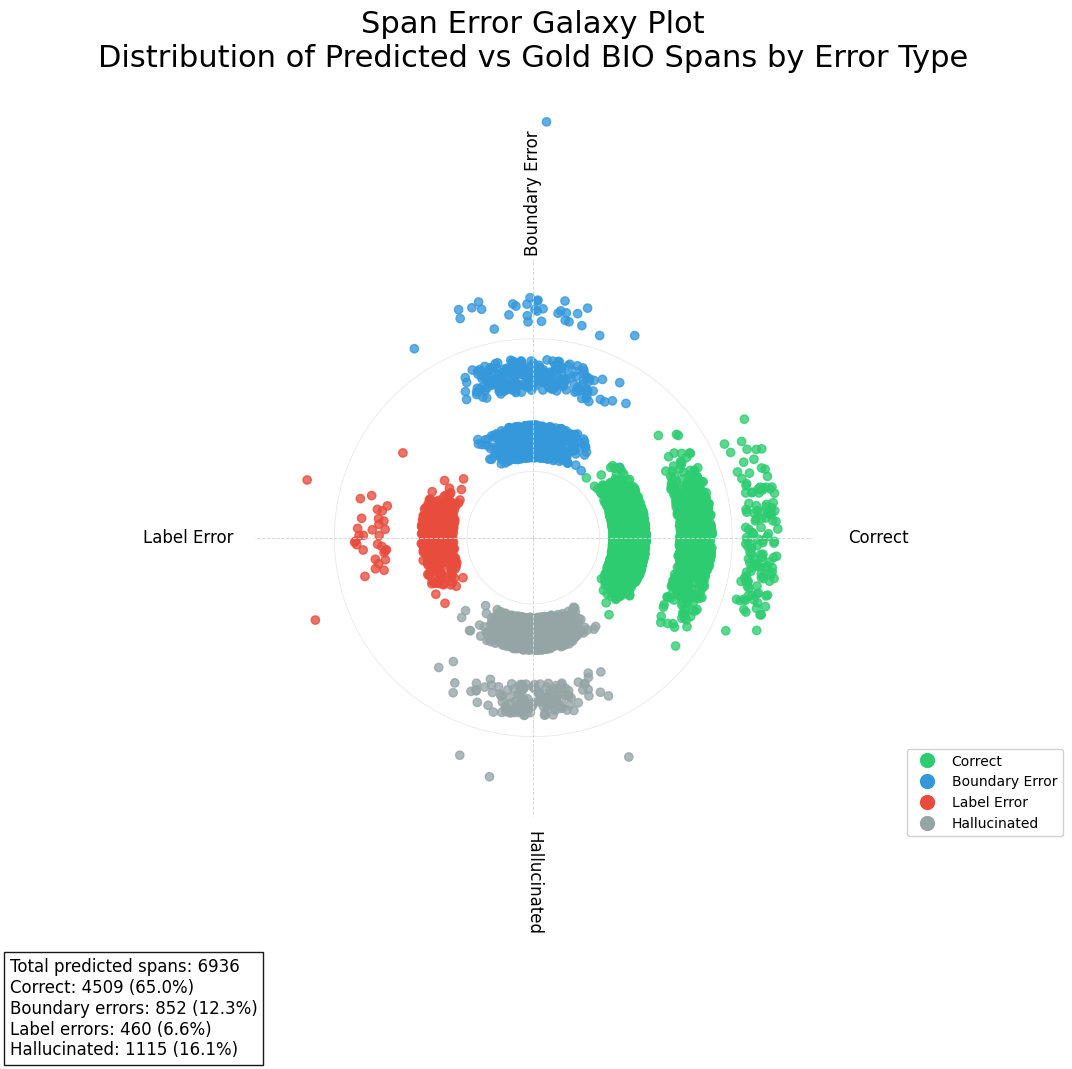 Span Error Galaxy Plot
Distribution of Predicted vs Gold BIO Spans by Error Type
Boundary Error
Label Error
Correct
Hallucinated
Correct
Boundary Error
Label Error
Hallucinated
Total predicted spans: 6936
Correct: 4509 (65.0%)
Boundary errors: 852 (12.3%)
Label errors: 460 (6.6%)
Hallucinated: 1115 (16.1%)